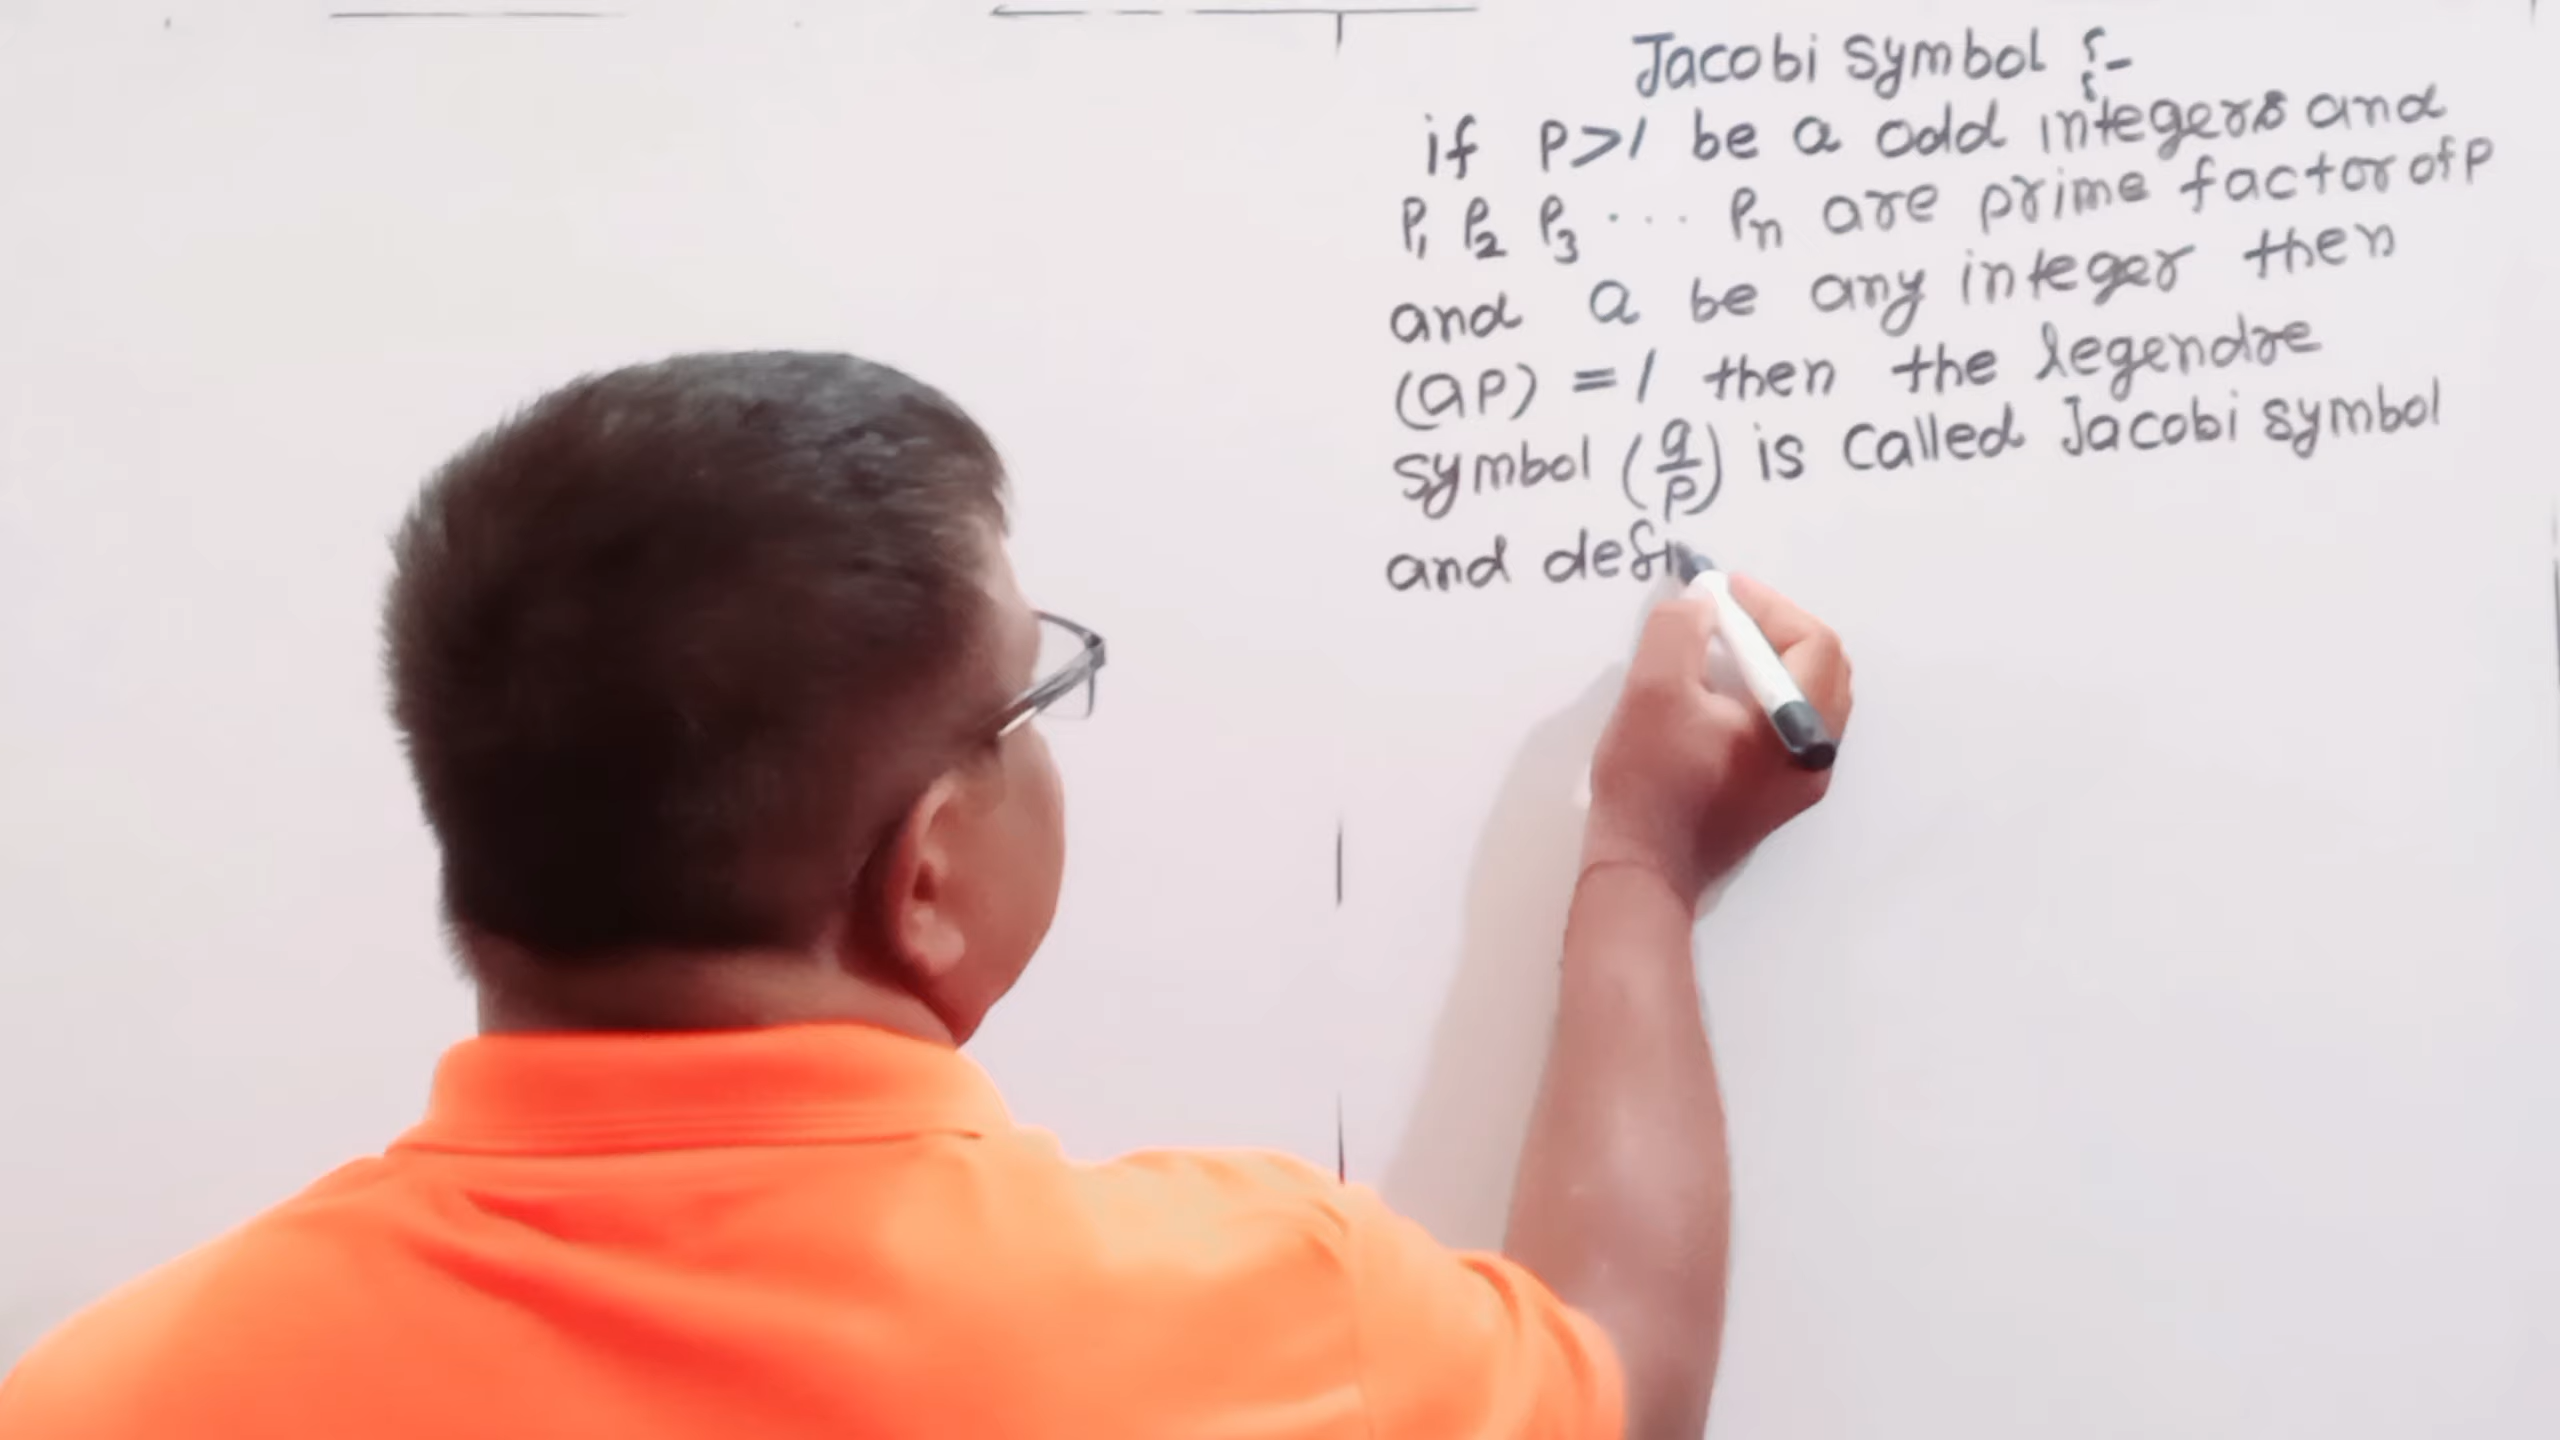 Jacobi Symbol :-
if P>1 be a odd integers and
P1 P2 P3 .... Pn are prime factor of P
and a be any integer then
(a P) = 1 then the legendre
symbol (a/P) is called Jacobi symbol
and defi